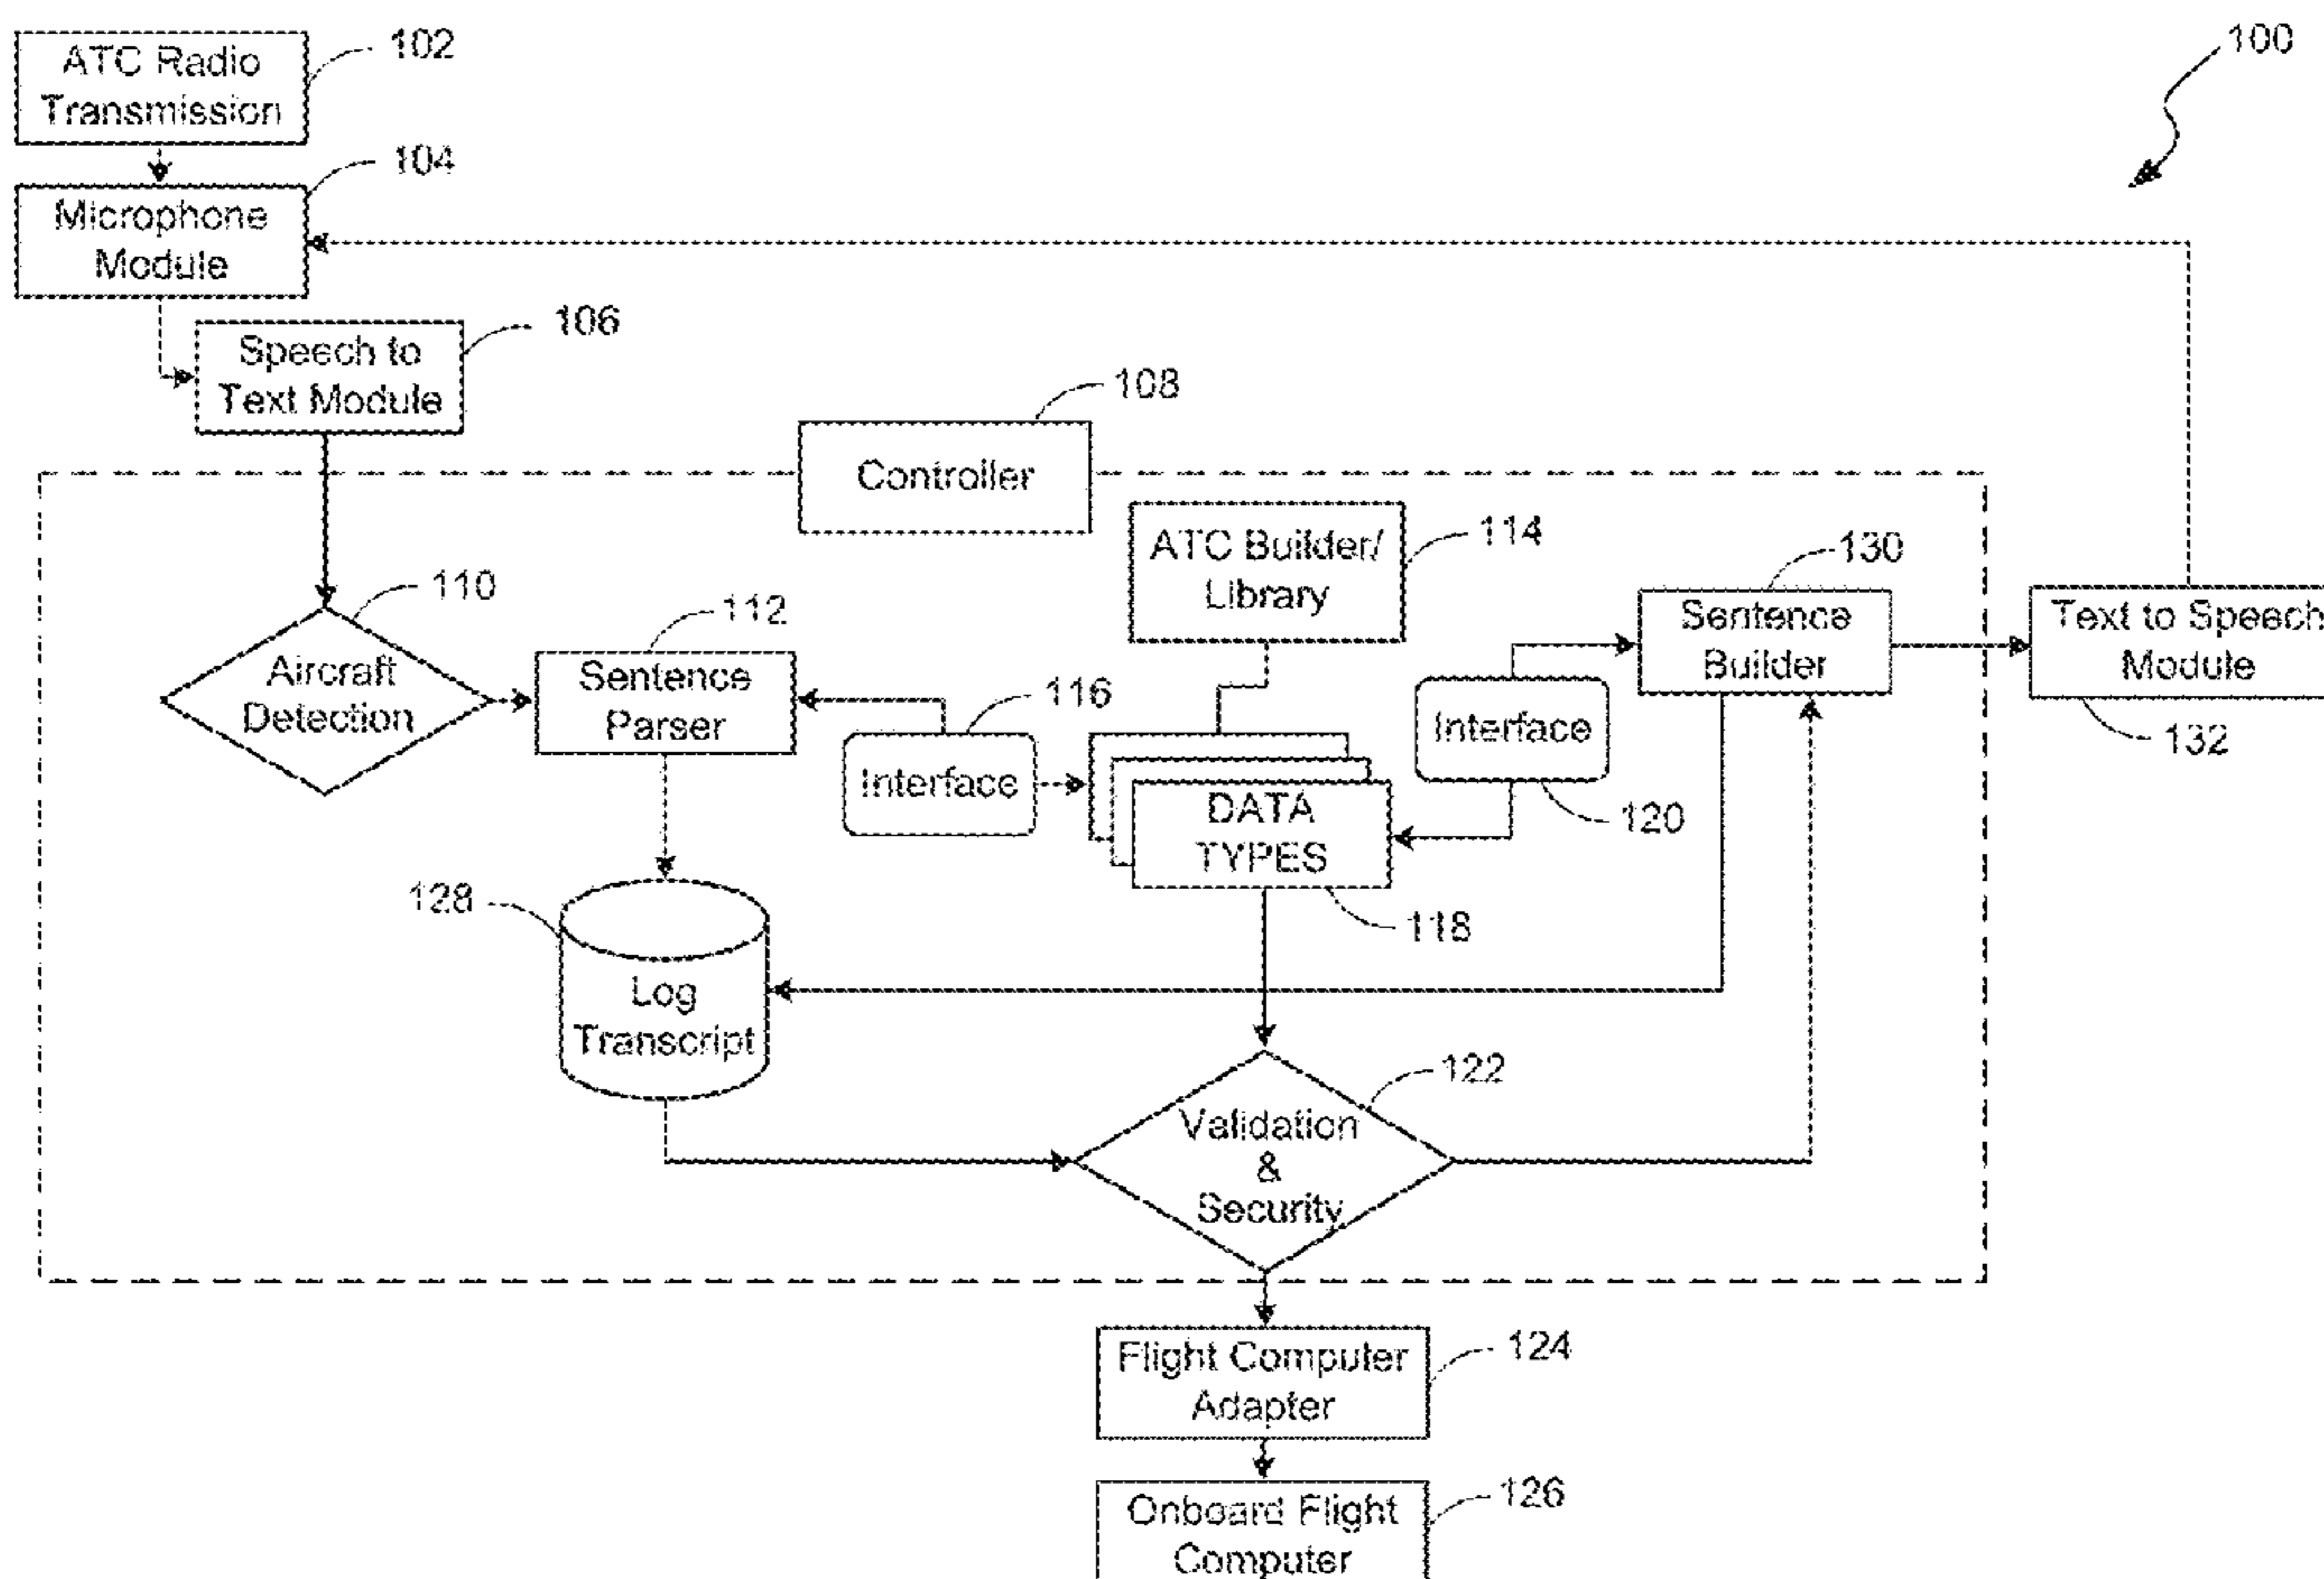 100
ATC Radio
Transmission
102
Microphone
Module
104
Speech to
Text Module
106
Controller
108
Aircraft
Detection
110
Sentence
Parser
112
ATC Builder/
Library
114
Interface
116
DATA
TYPES
118
Interface
120
Sentence
Builder
130
Text to Speech
Module
132
Log
Transcript
128
Validation
&
Security
122
Flight Computer
Adapter
124
Onboard Flight
Computer
126